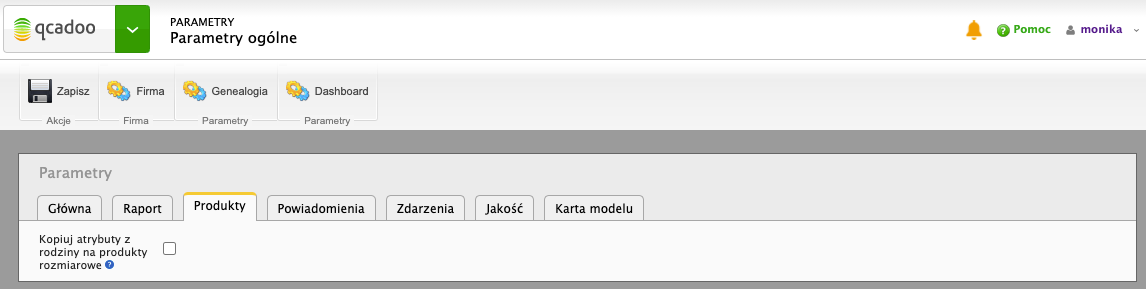 qcadoo
PARAMETRY
Parametry ogólne
Pomoc
monika
Zapisz
Firma
Genealogia
Dashboard
Akcje
Firma
Parametry
Parametry
Parametry
Główna
Raport
Produkty
Powiadomienia
Zdarzenia
Jakość
Karta modelu
Kopiuj atrybuty z
rodziny na produkty
rozmiarowe